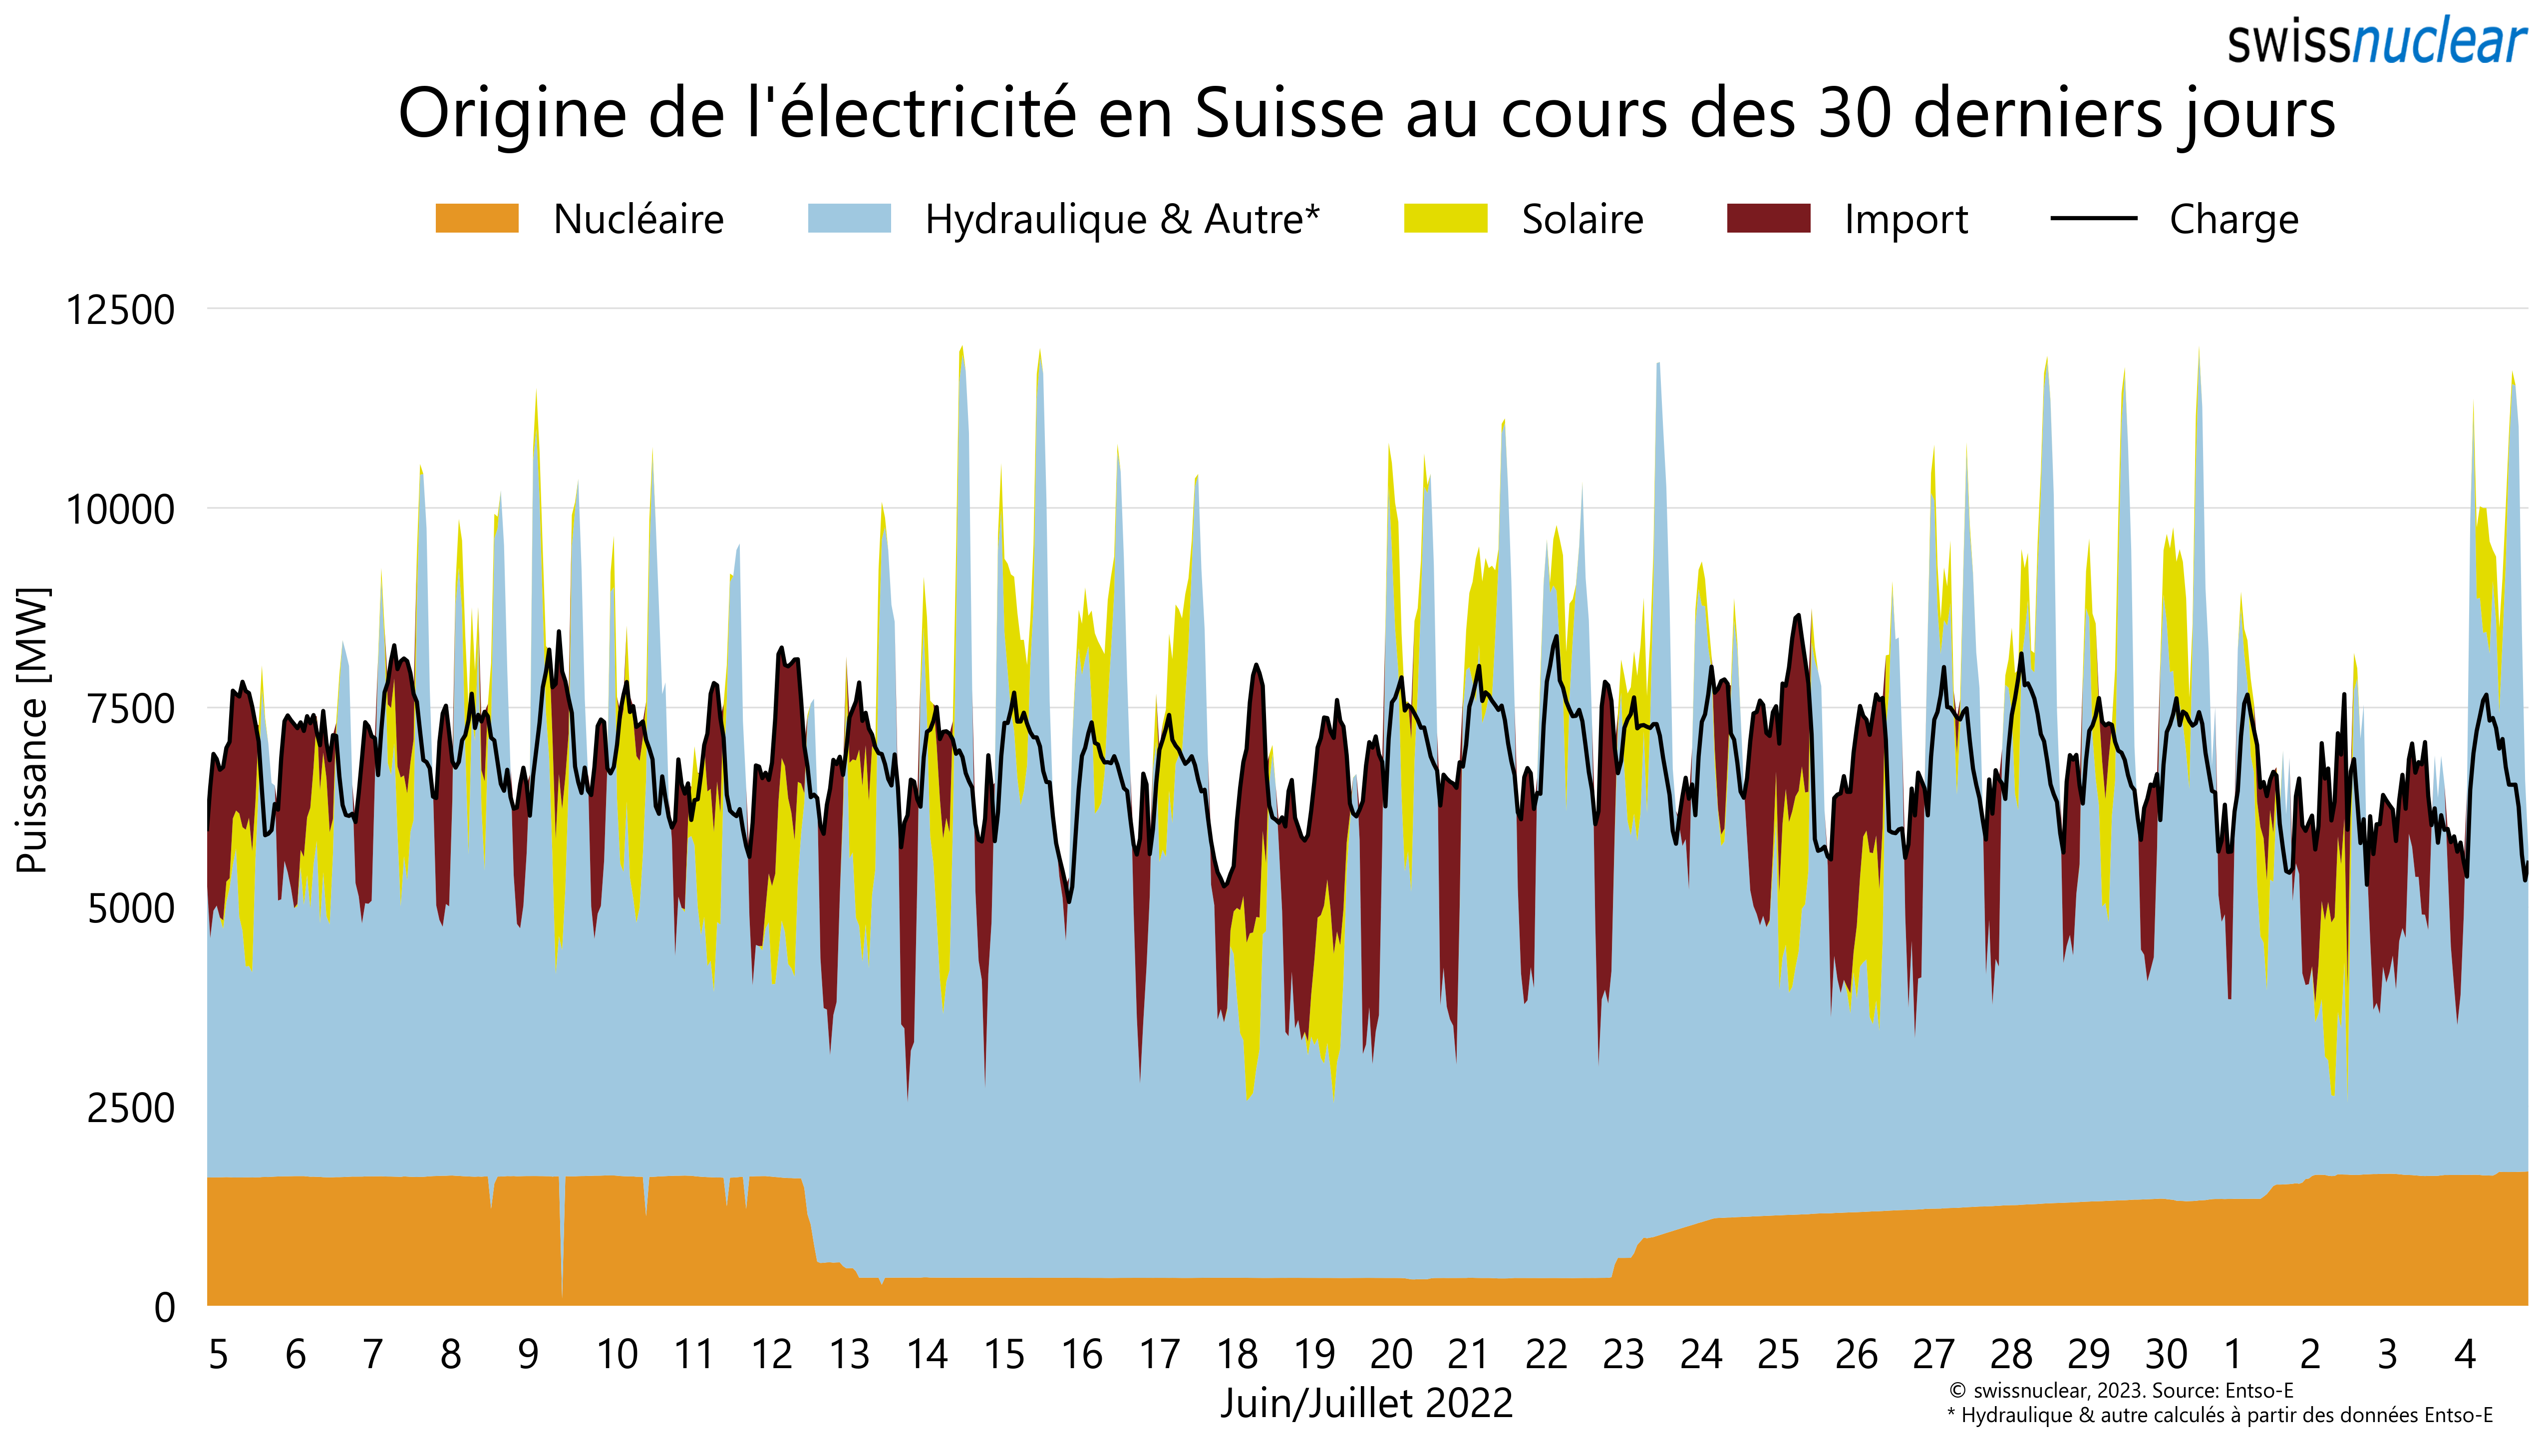 swissnuclear
Origine de l'électricité en Suisse au cours des 30 derniers jours
Nucléaire Hydraulique & Autre* Solaire Import Charge
12500
10000
7500
5000
2500
0
Puissance [MW]
5 6 7 8 9 10 11 12 13 14 15 16 17 18 19 20 21 22 23 24 25 26 27 28 29 30 1 2 3 4
Juin/Juillet 2022
© swissnuclear, 2023. Source: Entso-E
* Hydraulique & autre calculés à partir des données Entso-E